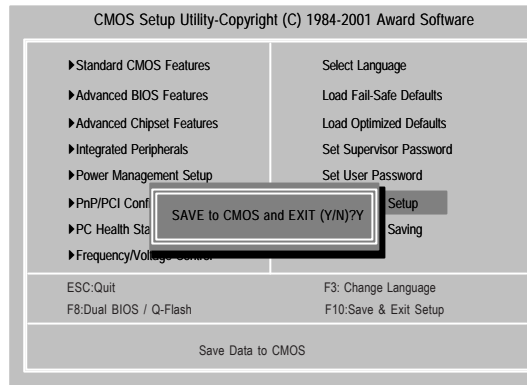 CMOS Setup Utility-Copyright (C) 1984-2001 Award Software
▶Standard CMOS Features
▶Advanced BIOS Features
▶Advanced Chipset Features
▶Integrated Peripherals
▶Power Management Setup
▶PnP/PCI
▶PC Health
▶Frequency/Voltage Control
Select Language
Load Fail-Safe Defaults
Load Optimized Defaults
Set Supervisor Password
Set User Password
Setup
Saving
SAVE to CMOS and EXIT (Y/N)?Y
ESC:Quit
F3: Change Language
F8:Dual BIOS / Q-Flash
F10:Save & Exit Setup
Save Data to CMOS